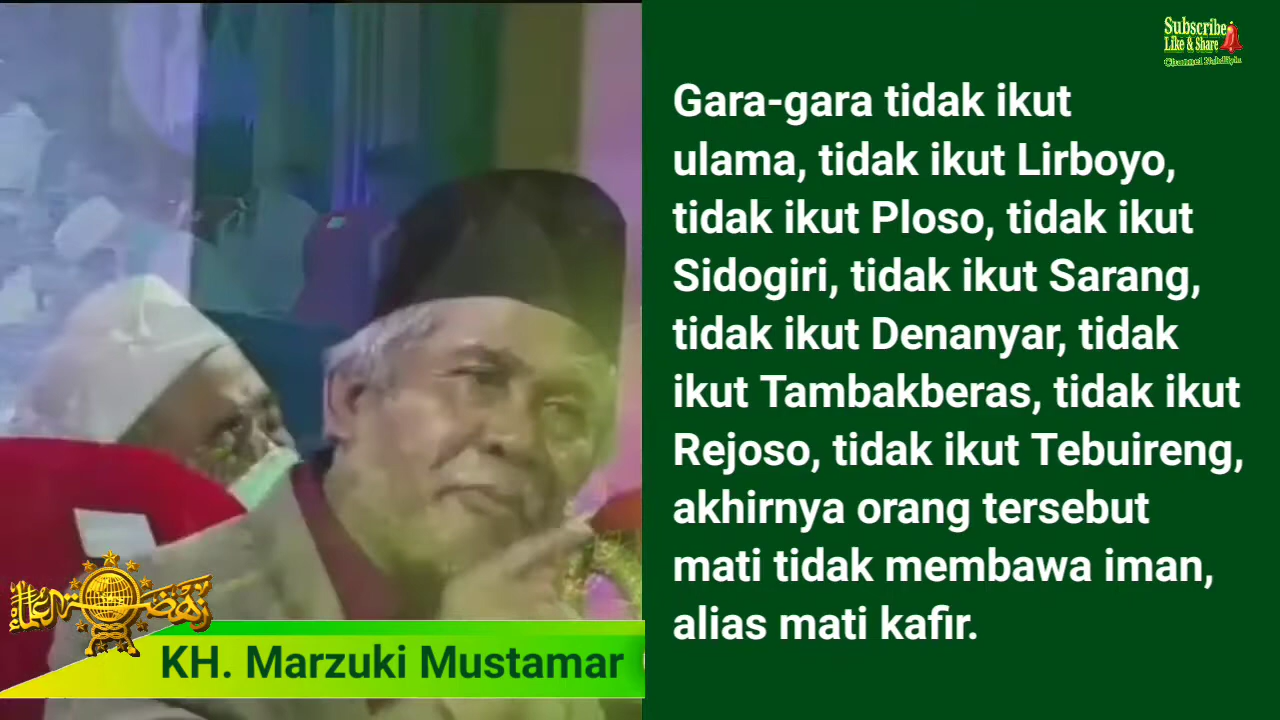 Subscribe
Like & Share
Gara-gara tidak ikut
ulama, tidak ikut Lirboyo,
tidak ikut Ploso, tidak ikut
Sidogiri, tidak ikut Sarang,
tidak ikut Denanyar, tidak
ikut Tambakberas, tidak ikut
Rejoso, tidak ikut Tebuireng,
akhirnya orang tersebut
mati tidak membawa iman,
alias mati kafir.
KH. Marzuki Mustamar